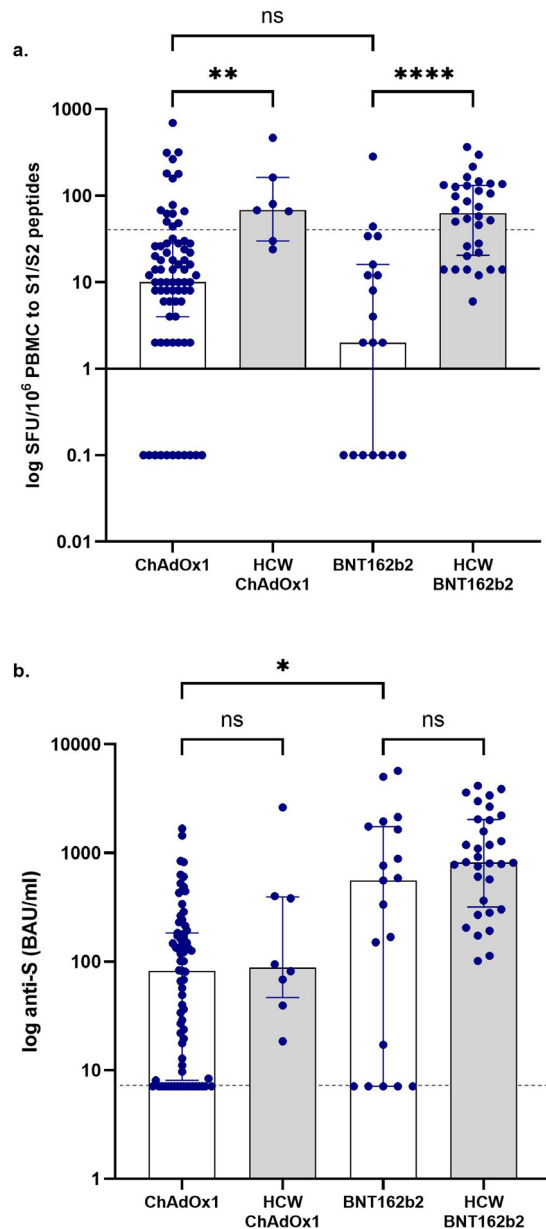 a.
ns
** ****
log SFU/10⁶ PBMC to S1/S2 peptides
1000
100
10
1
0.1
0.01
ChAdOx1 HCW BNT162b2 HCW
ChAdOx1 BNT162b2
b.
*
ns ns
log anti-S (BAU/ml)
10000
1000
100
10
1
ChAdOx1 HCW BNT162b2 HCW
ChAdOx1 BNT162b2